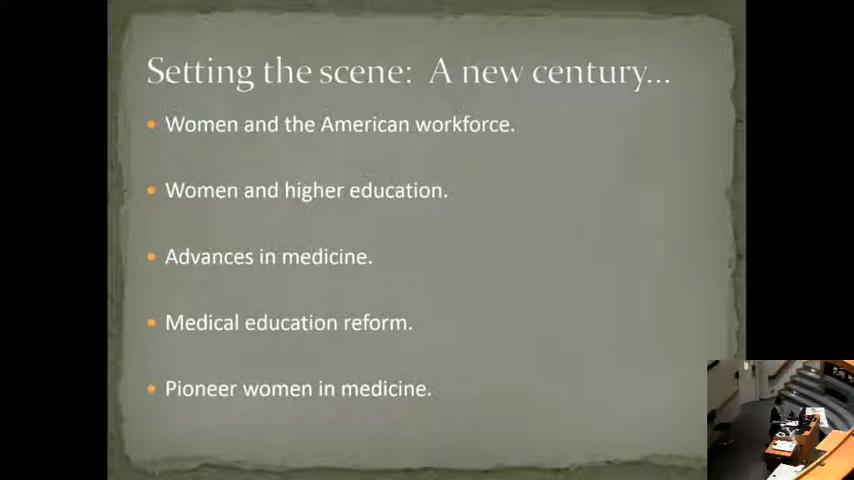 Setting the scene: A new century...
Women and the American workforce.
Women and higher education.
Advances in medicine.
Medical education reform.
Pioneer women in medicine.